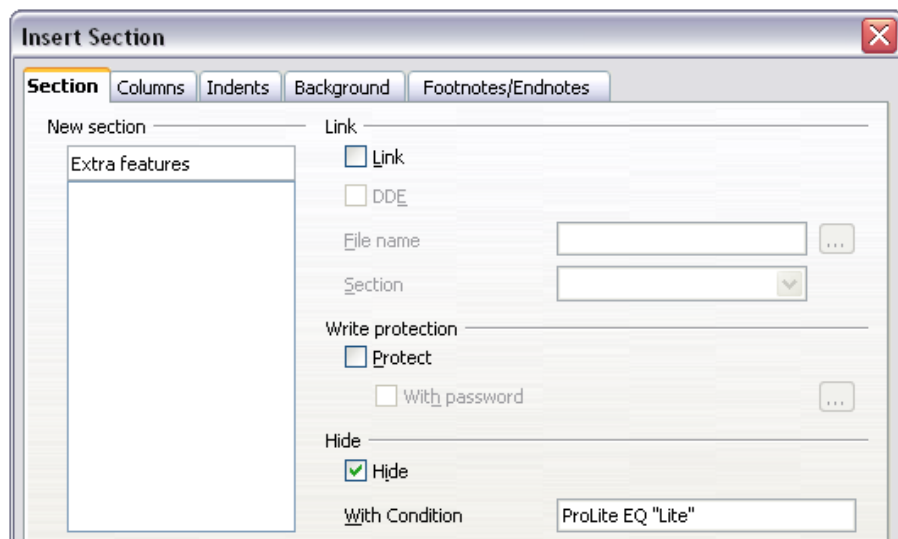 Insert Section
Section Columns Indents Background Footnotes/Endnotes
New section
Extra features
Link
Link
DDE
File name
...
Section
Write protection
Protect
With password
...
Hide
Hide
With Condition
ProLite EQ "Lite"